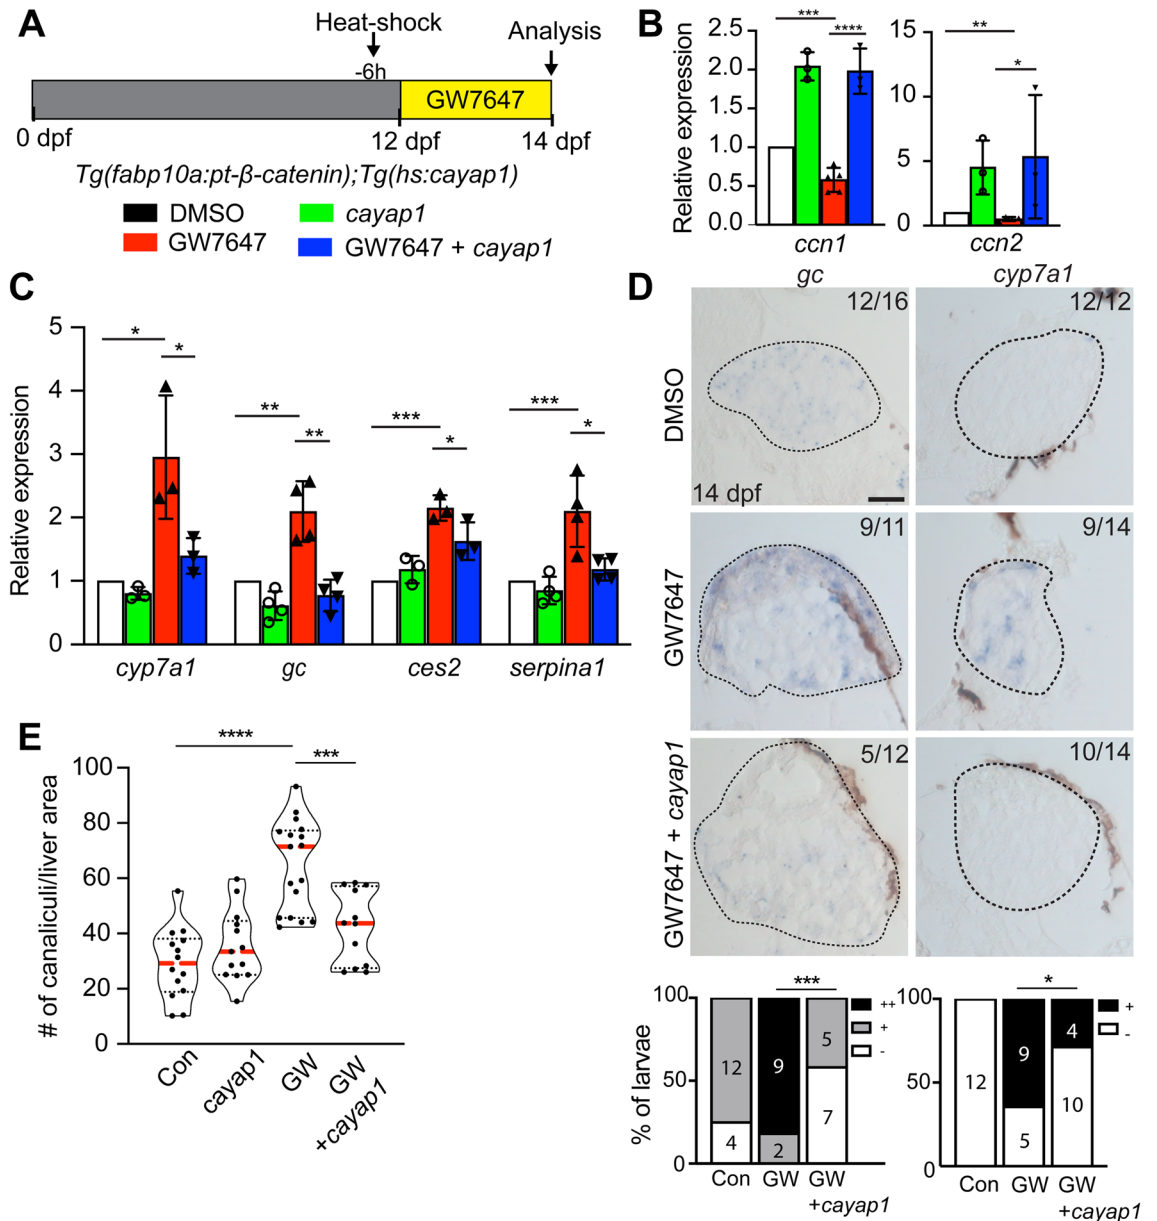 A
Heat-shock
Analysis
-6h
GW7647
0 dpf
12 dpf
14 dpf
Tg(fabp10a:pt-β-catenin);Tg(hs:cayap1)
DMSO
cayap1
GW7647
GW7647 + cayap1
B
Relative expression
2.5
2.0
1.5
1.0
0.5
0.0
***
****
ccn1
15
10
5
0
**
*
ccn2
C
Relative expression
5
4
3
2
1
0
*
*
**
**
***
*
***
*
cyp7a1
gc
ces2
serpina1
D
gc
cyp7a1
DMSO
12/16
12/12
14 dpf
GW7647
9/11
9/14
GW7647 + cayap1
5/12
10/14
% of larvae
100
50
0
***
12
4
9
2
5
7
++
+
-
Con
GW
GW
+cayap1
100
50
0
*
12
9
5
4
10
+
-
Con
GW
GW
+cayap1
E
# of canaliculi/liver area
100
80
60
40
20
0
****
***
Con
cayap1
GW
GW
+cayap1